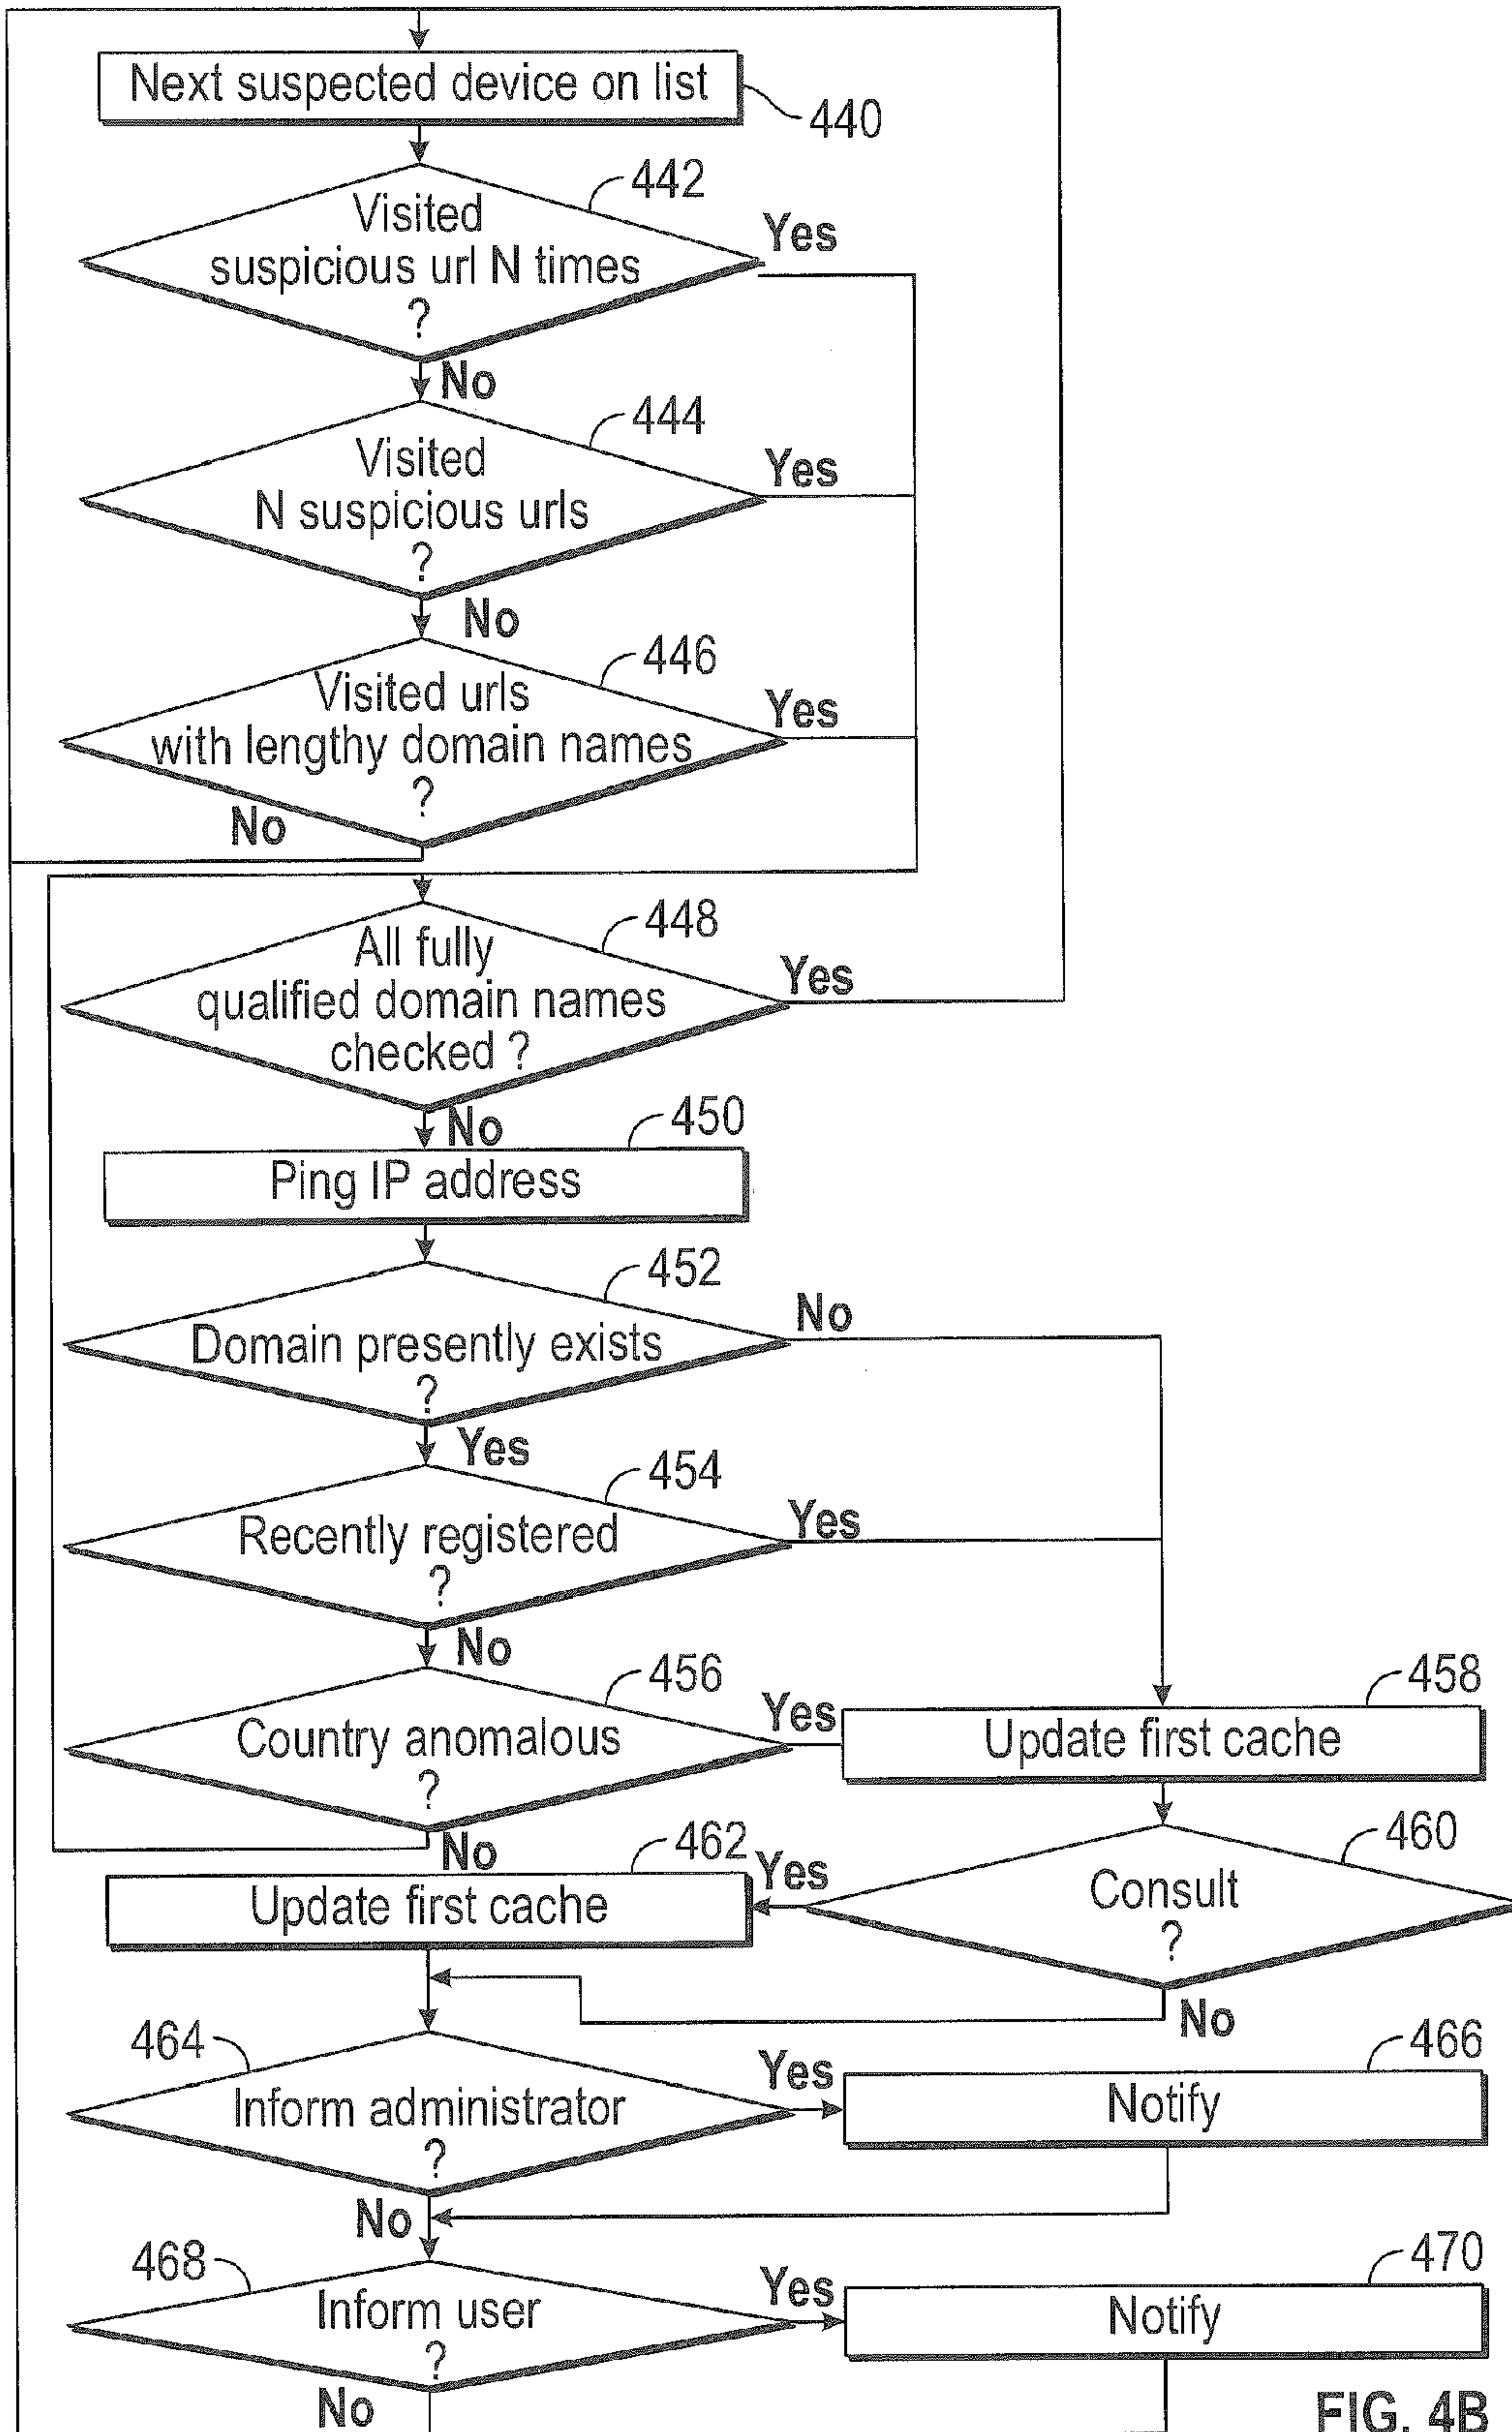 Next suspected device on list
440
442
Visited
suspicious url N times
?
Yes
No
444
Visited
N suspicious urls
?
Yes
No
446
Visited urls
with lengthy domain names
?
Yes
No
448
All fully
qualified domain names
checked ?
Yes
No
450
Ping IP address
452
Domain presently exists
?
No
Yes
454
Recently registered
?
Yes
No
456
Country anomalous
?
Yes
No
458
Update first cache
460
Consult
?
Yes
No
462
Update first cache
464
Inform administrator
?
Yes
No
466
Notify
468
Inform user
?
Yes
No
470
Notify
FIG. 4B